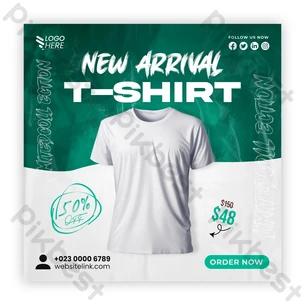 LOGO
HERE
FOLLOW US NOW
NEW ARRIVAL
T-SHIRT
50%
OFF
$150
$48
+023 0000 6789
websitelink.com
ORDER NOW
pikbest